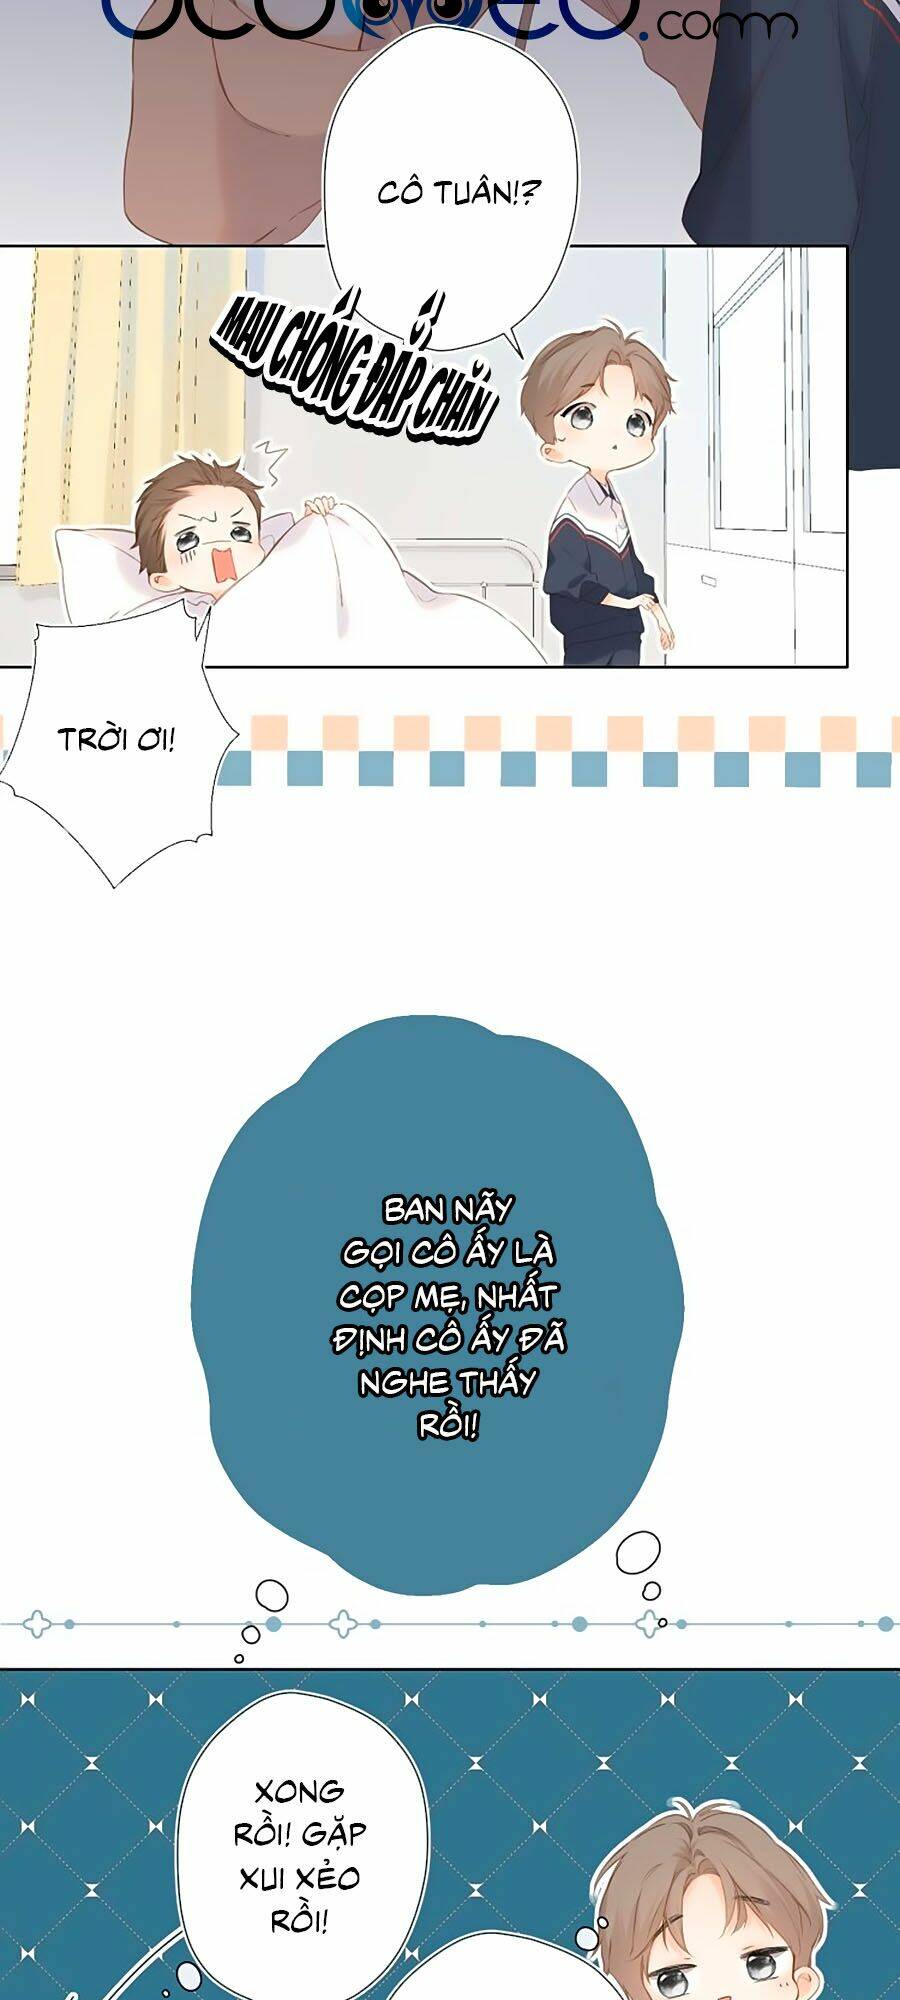 CÔ TUÂN!?
MAU CHÓNG ĐẮP CHĂN
TRỜI ƠI!
BAN NÃY
GỌI CÔ ẤY LÀ
CỌP MẸ, NHẤT
ĐỊNH CÔ ẤY ĐÃ
NGHE THẤY
RỒI!
XONG
RỒI! GẶP
XUI XẺO
RỒI!